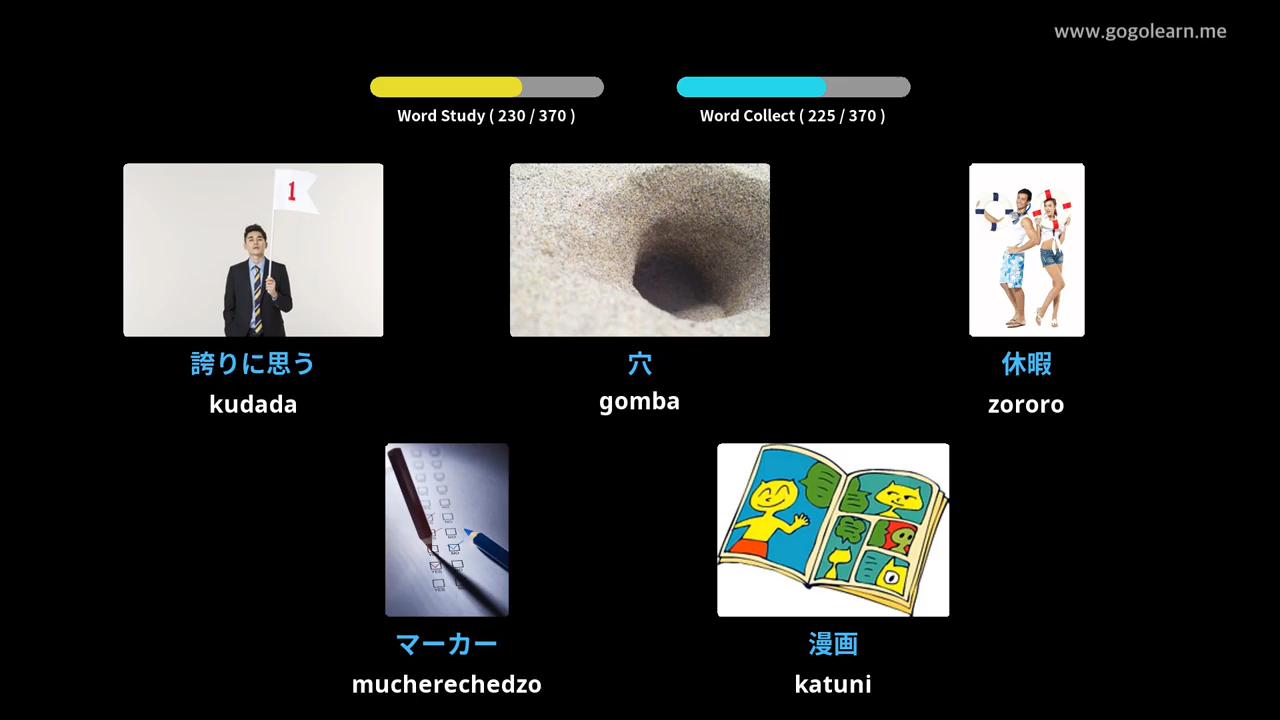 www.gogolearn.me
Word Study ( 230 / 370 )
Word Collect ( 225 / 370 )
1
誇りに思う
kudada
穴
gomba
休暇
zororo
マーカー
mucherechedzo
漫画
katuni